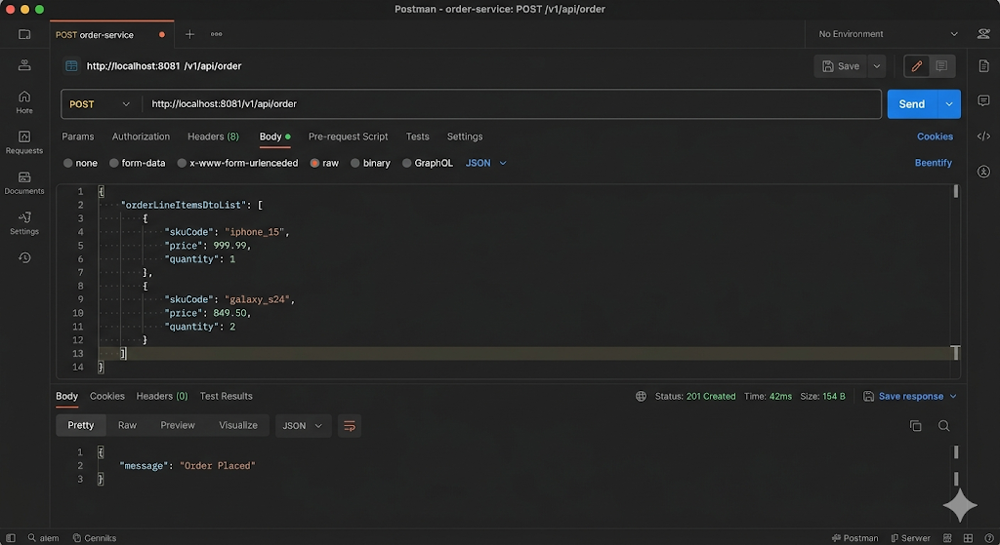 Postman - order-service: POST /v1/api/order
POST order-service
No Environment
http://localhost:8081 /v1/api/order
Save
POST http://localhost:8081/v1/api/order Send
Params Authorization Headers (8) Body Pre-request Script Tests Settings Cookies
none form-data x-www-form-urlenceded raw binary GraphOL JSON Beentify
Hote
Requests
Documents
Settings
1 {
2 "orderLineItemsDtoList": [
3 {
4 "skuCode": "iphone_15",
5 "price": 999.99,
6 "quantity": 1
7 },
8 {
9 "skuCode": "galaxy_s24",
10 "price": 849.50,
11 "quantity": 2
12 }
13 ]
14 }
Body Cookies Headers (0) Test Results Status: 201 Created Time: 42ms Size: 154 B Save response
Pretty Raw Preview Visualize JSON
1 {
2 "message": "Order Placed"
3 }
alem Cenniks Postman Serwer